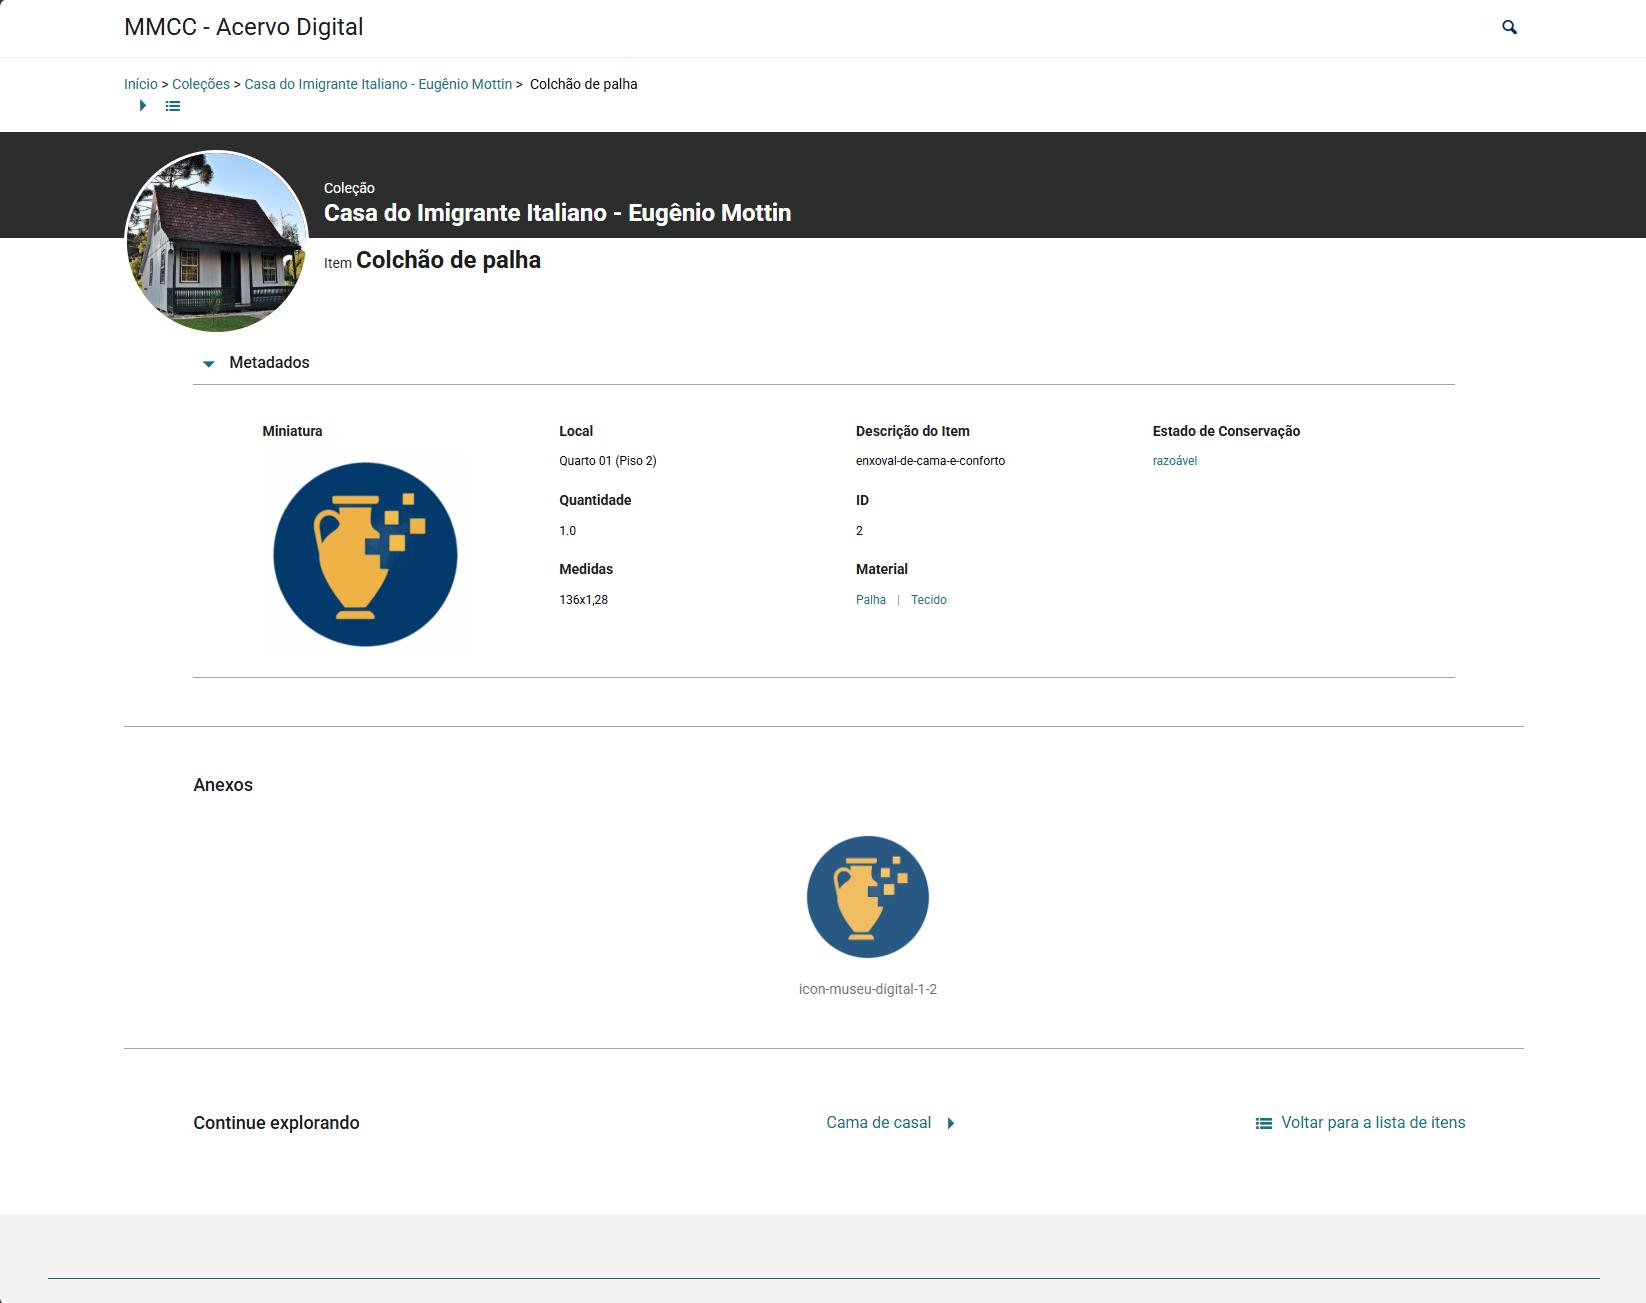 MMCC - Acervo Digital
Início > Coleções > Casa do Imigrante Italiano - Eugênio Mottin > Colchão de palha
Coleção
Casa do Imigrante Italiano - Eugênio Mottin
Item Colchão de palha
Metadados
Miniatura
Local
Quarto 01 (Piso 2)
Descrição do Item
enxoval-de-cama-e-conforto
Estado de Conservação
razoável
Quantidade
1.0
ID
2
Medidas
136x1,28
Material
Palha | Tecido
Anexos
icon-museu-digital-1-2
Continue explorando
Cama de casal
Voltar para a lista de itens